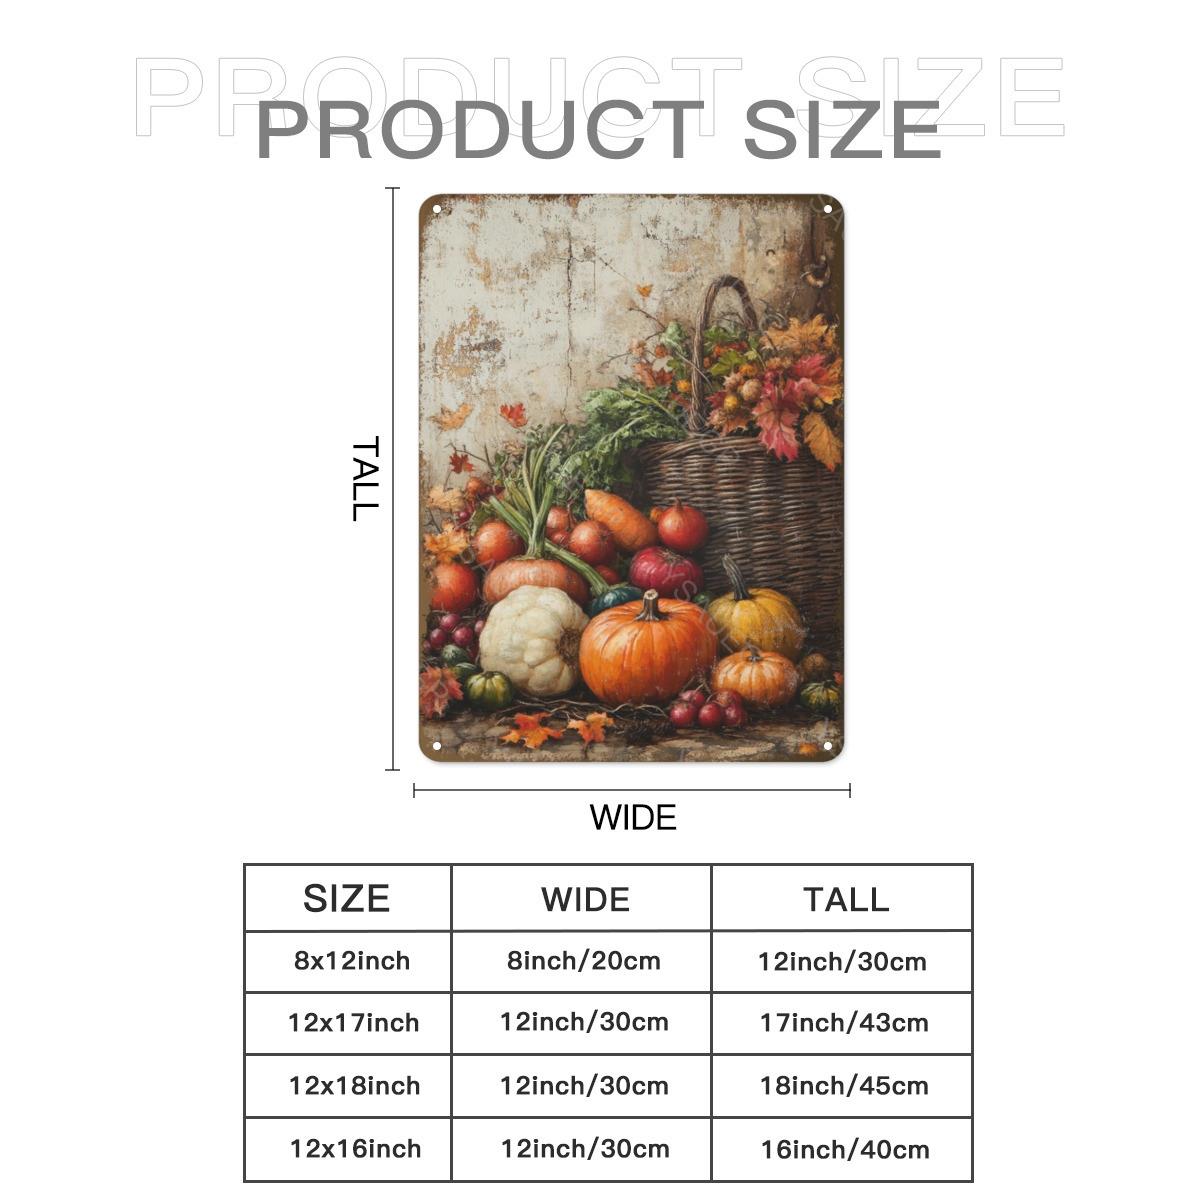 PRODUCT SIZE
PRODUCT SIZE
TALL
WIDE
SIZE WIDE TALL
8x12inch 8inch/20cm 12inch/30cm
12x17inch 12inch/30cm 17inch/43cm
12x18inch 12inch/30cm 18inch/45cm
12x16inch 12inch/30cm 16inch/40cm